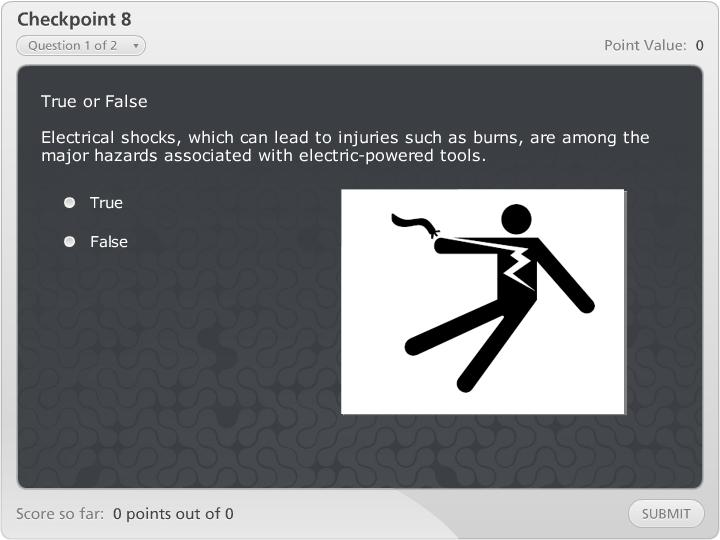 Checkpoint 8
Question 1 of 2
Point Value: 0
True or False
Electrical shocks, which can lead to injuries such as burns, are among the
major hazards associated with electric-powered tools.
True
False
Score so far: 0 points out of 0
SUBMIT